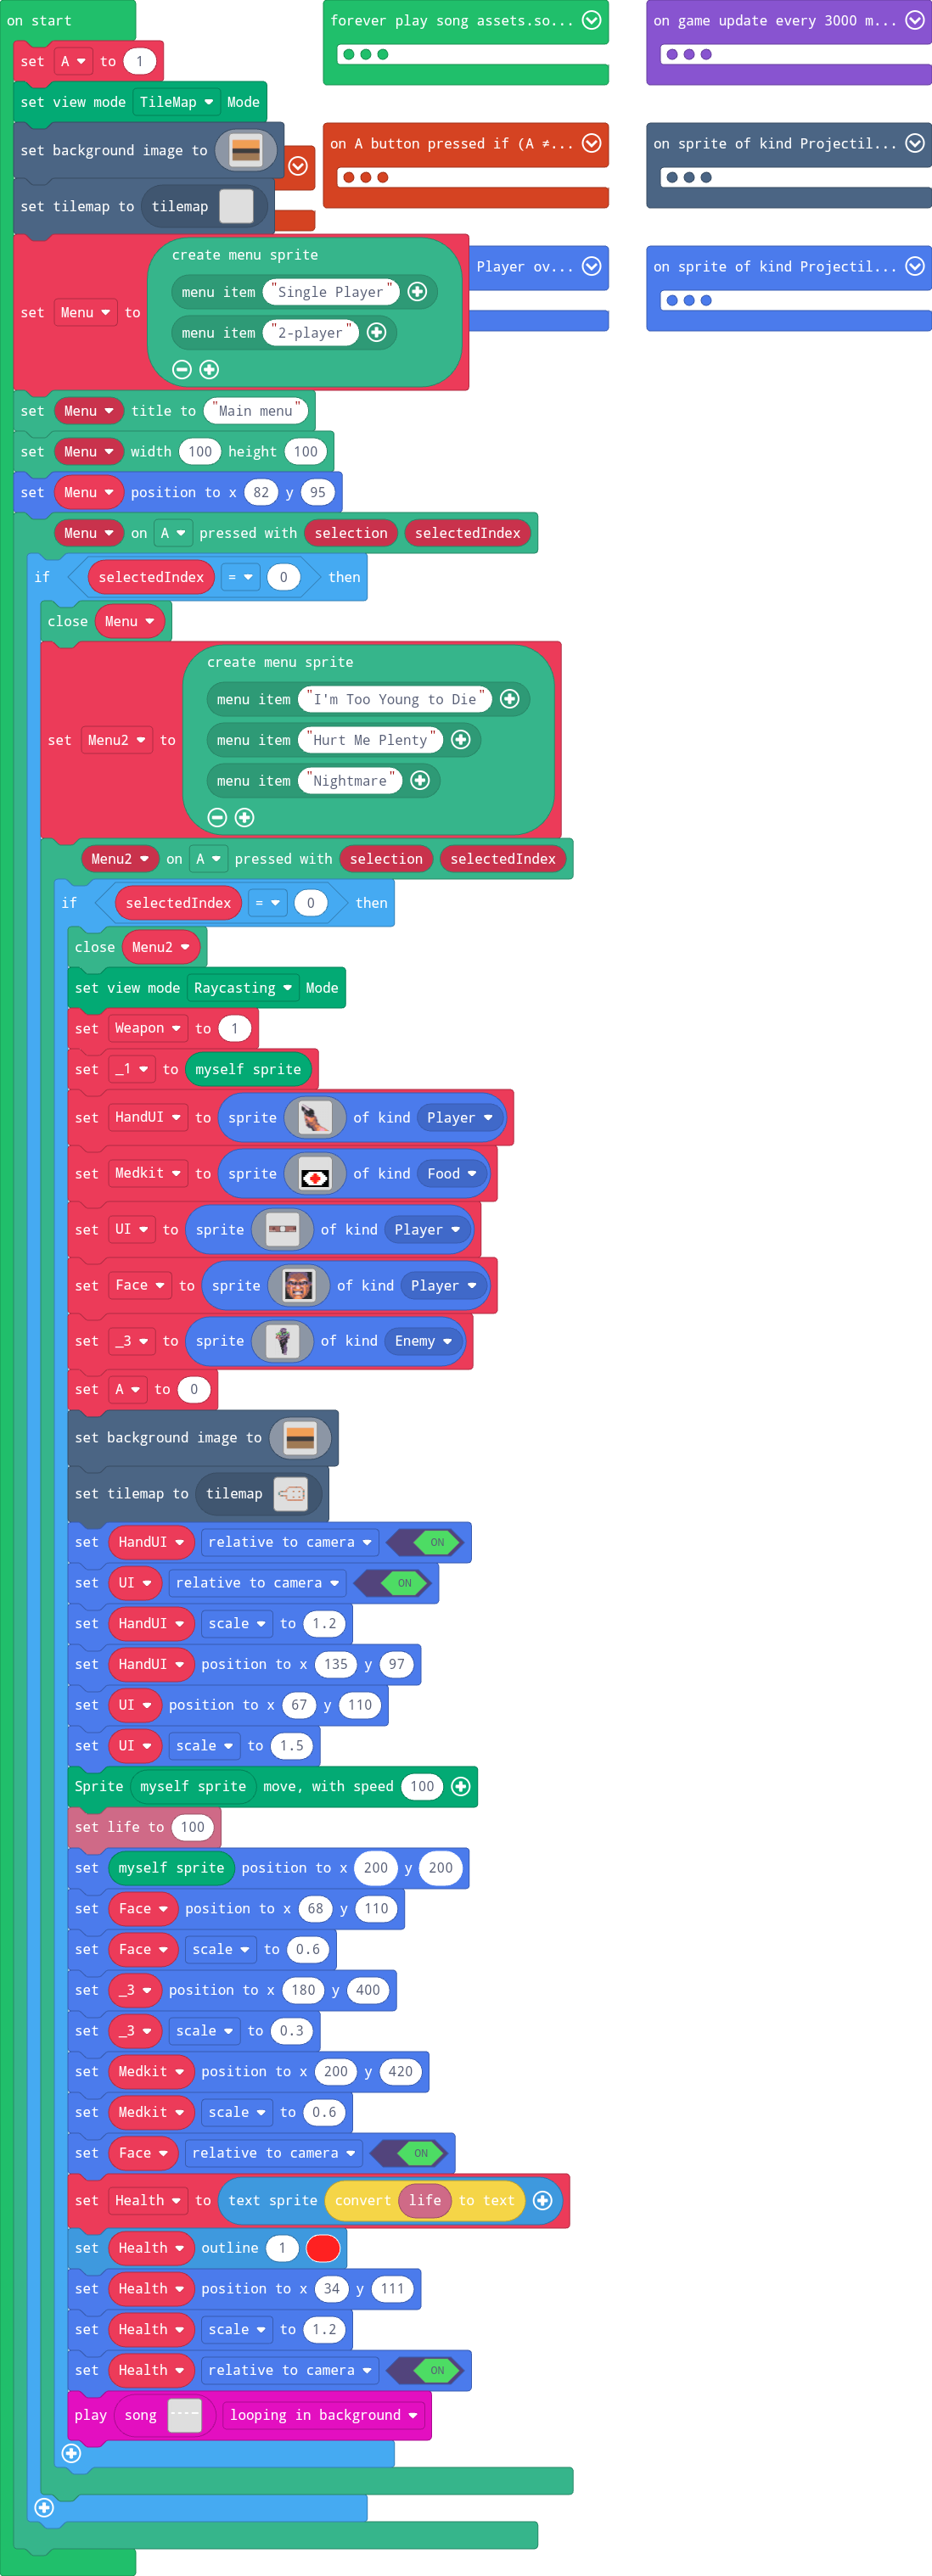 on start
forever play song assets.so...
on game update every 3000 m...
set A to 1
set view mode TileMap Mode
set background image to
on A button pressed if (A ≠...
on sprite of kind Projectil...
set tilemap to tilemap
Player ov...
on sprite of kind Projectil...
set Menu to create menu sprite
menu item "Single Player"
menu item "2-player"
set Menu title to "Main menu"
set Menu width 100 height 100
set Menu position to x 82 y 95
Menu on A pressed with selection selectedIndex
if selectedIndex = 0 then
close Menu
set Menu2 to create menu sprite
menu item "I'm Too Young to Die"
menu item "Hurt Me Plenty"
menu item "Nightmare"
Menu2 on A pressed with selection selectedIndex
if selectedIndex = 0 then
close Menu2
set view mode Raycasting Mode
set Weapon to 1
set _1 to myself sprite
set HandUI to sprite of kind Player
set Medkit to sprite of kind Food
set UI to sprite of kind Player
set Face to sprite of kind Player
set _3 to sprite of kind Enemy
set A to 0
set background image to
set tilemap to tilemap
set HandUI relative to camera ON
set UI relative to camera ON
set HandUI scale to 1.2
set HandUI position to x 135 y 97
set UI position to x 67 y 110
set UI scale to 1.5
Sprite myself sprite move, with speed 100
set life to 100
set myself sprite position to x 200 y 200
set Face position to x 68 y 110
set Face scale to 0.6
set _3 position to x 180 y 400
set _3 scale to 0.3
set Medkit position to x 200 y 420
set Medkit scale to 0.6
set Face relative to camera ON
set Health to text sprite convert life to text
set Health outline 1
set Health position to x 34 y 111
set Health scale to 1.2
set Health relative to camera ON
play song looping in background